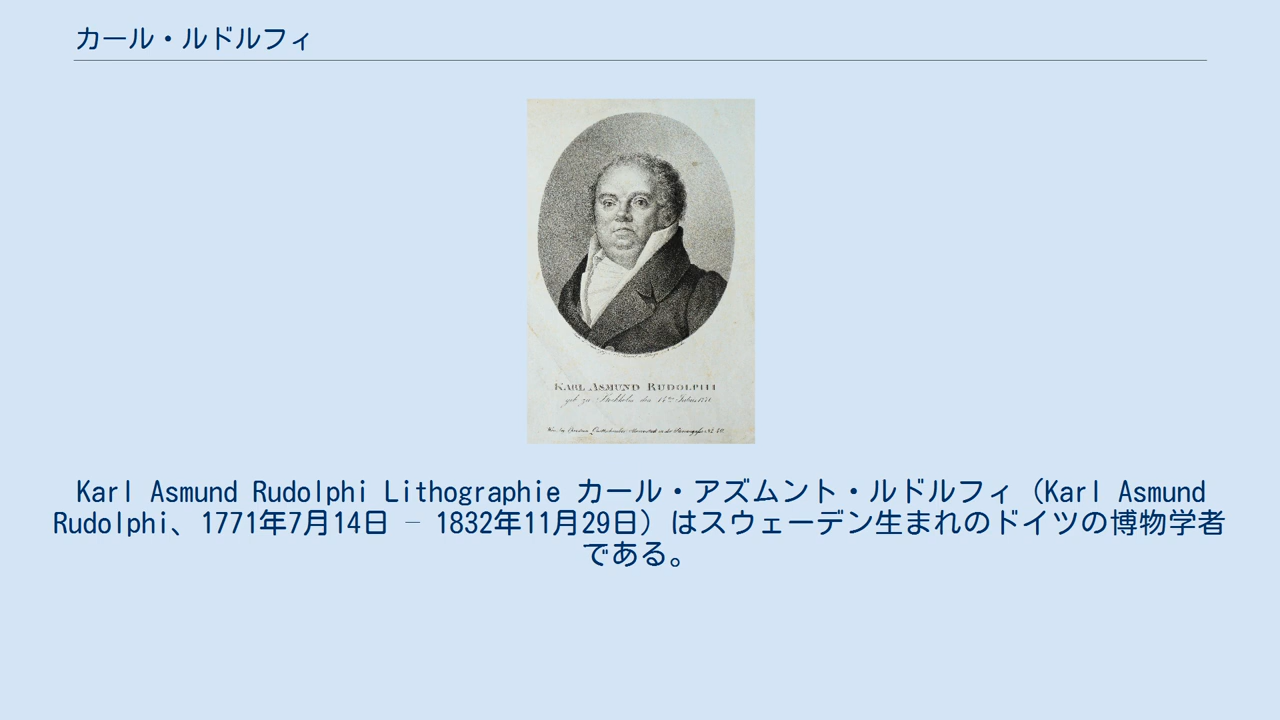 カール・ルドルフィ
KARL ASMUND RUDOLPHI
Karl Asmund Rudolphi Lithographie カール・アズムント・ルドルフィ（Karl Asmund
Rudolphi、1771年7月14日 – 1832年11月29日）はスウェーデン生まれのドイツの博物学者
である。